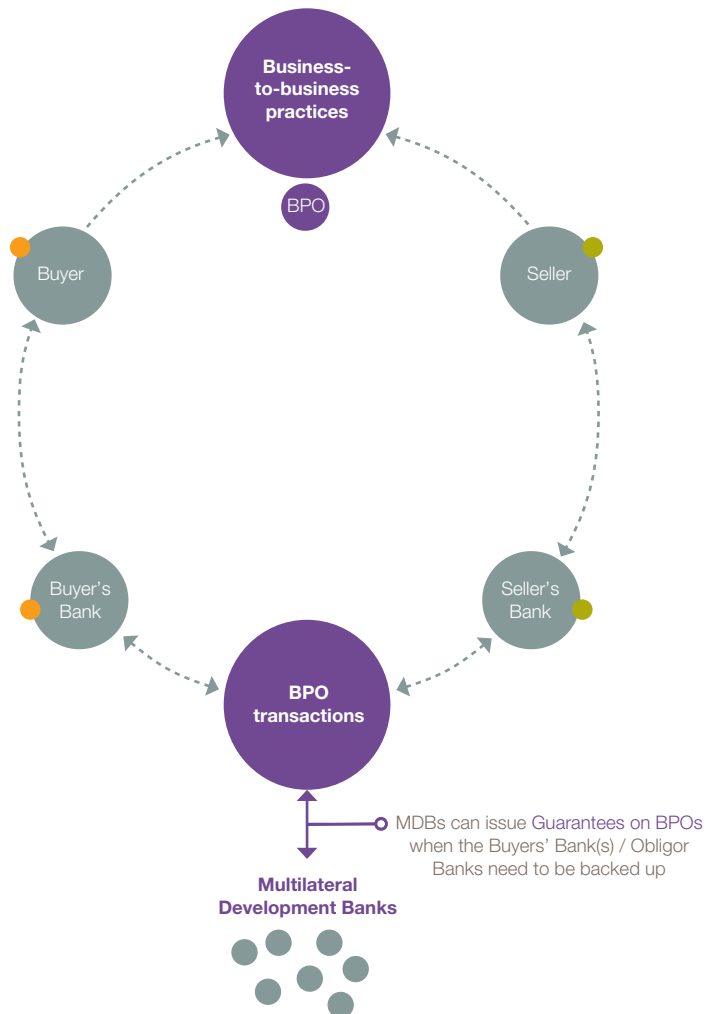 Business-
to-business
practices
BPO
Buyer
Seller
Buyer’s
Bank
Seller’s
Bank
BPO
transactions
MDBs can issue Guarantees on BPOs
when the Buyers’ Bank(s) / Obligor
Banks need to be backed up
Multilateral
Development Banks